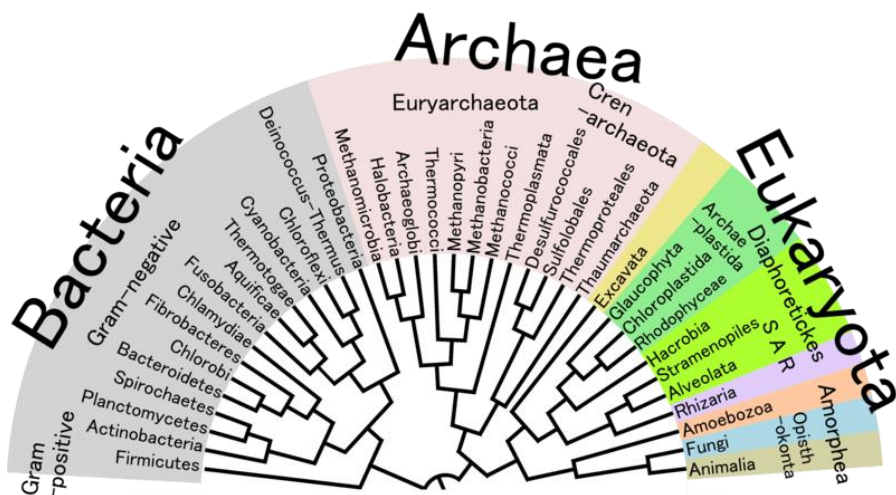 Bacteria
Archaea
Eukaryota
Gram
-positive
Gram-negative
Euryarchaeota
Cren
-archaeota
Archae
-plastida
Diaphoretickes
S A R
Amorphea
Opisth
-okonta
Firmicutes
Actinobacteria
Planctomycetes
Spirochaetes
Bacteroidetes
Chlorobi
Fibrobacteres
Chlamydiae
Fusobacteria
Aquificae
Thermotogae
Cyanobacteria
Chloroflexi
Deinococcus-Thermus
Proteobacteria
Methanomicrobia
Halobacteria
Archaeoglobi
Thermococci
Methanopyri
Methanobacteria
Methanococci
Thermoplasmata
Desulfurococcales
Sulfolobales
Thermoproteales
Thaumarchaeota
Excavata
Glaucophyta
Chloroplastida
Rhodophyceae
Hacrobia
Stramenopiles
Alveolata
Rhizaria
Amoebozoa
Fungi
Animalia